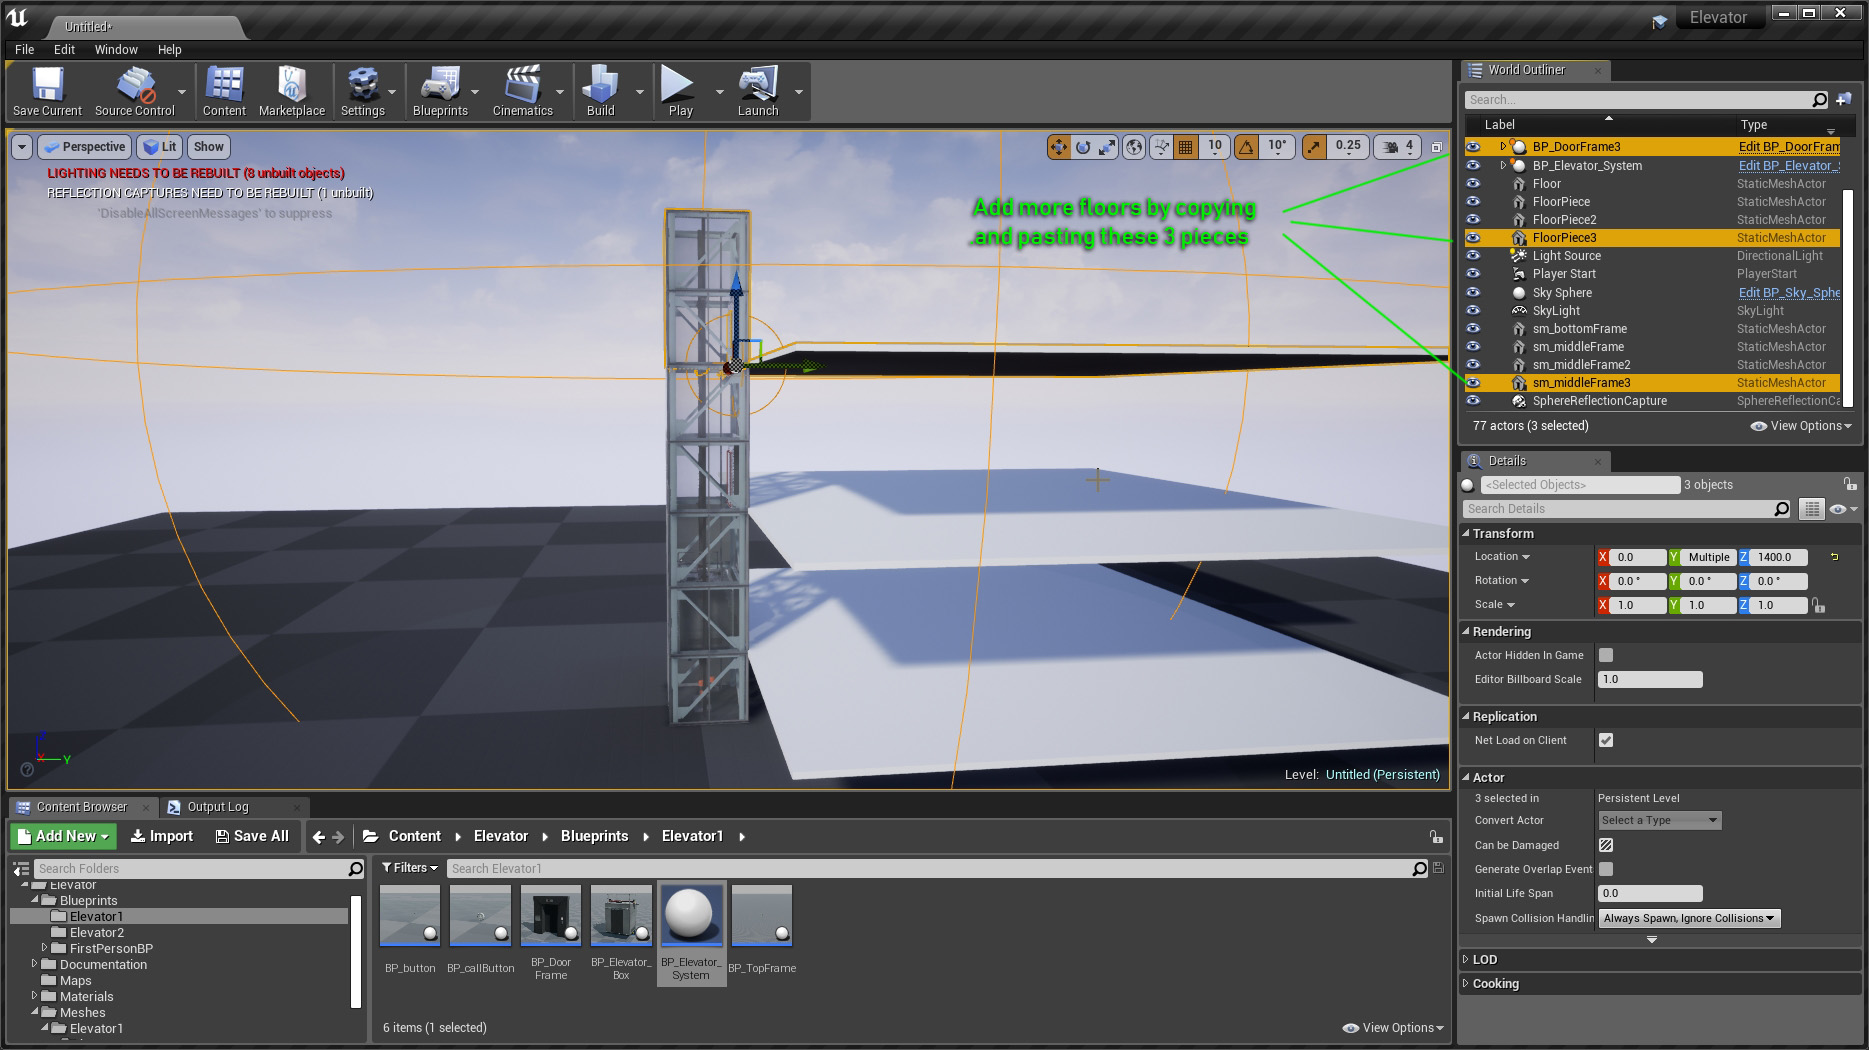 Untitled*
Elevator
File Edit Window Help
Save Current Source Control Content Marketplace Settings Blueprints Cinematics Build Play Launch
Perspective Lit Show
10 10° 0.25 4
LIGHTING NEEDS TO BE REBUILT (8 unbuilt objects)
REFLECTION CAPTURES NEED TO BE REBUILT (1 unbuilt)
'DisableAllScreenMessages' to suppress
Add more floors by copying
and pasting these 3 pieces
X Y
Level: Untitled (Persistent)
World Outliner
Search...
Label Type
BP_DoorFrame3 Edit BP_DoorFram
BP_Elevator_System Edit BP_Elevator_
Floor StaticMeshActor
FloorPiece StaticMeshActor
FloorPiece2 StaticMeshActor
FloorPiece3 StaticMeshActor
Light Source DirectionalLight
Player Start PlayerStart
Sky Sphere Edit BP_Sky_Sphe
SkyLight SkyLight
sm_bottomFrame StaticMeshActor
sm_middleFrame StaticMeshActor
sm_middleFrame2 StaticMeshActor
sm_middleFrame3 StaticMeshActor
SphereReflectionCapture SphereReflectionCa
77 actors (3 selected) View Options
Details
<Selected Objects> 3 objects
Search Details
Transform
Location X 0.0 Y Multiple Z 1400.0
Rotation X 0.0 ° Y 0.0 ° Z 0.0 °
Scale X 1.0 Y 1.0 Z 1.0
Rendering
Actor Hidden In Game
Editor Billboard Scale 1.0
Replication
Net Load on Client
Actor
3 selected in Persistent Level
Convert Actor Select a Type
Can be Damaged
Generate Overlap Event
Initial Life Span 0.0
Spawn Collision Handlin Always Spawn, Ignore Collisions
LOD
Cooking
Content Browser Output Log
Add New Import Save All Content Elevator Blueprints Elevator1
Search Folders
Elevator
Blueprints
Elevator1
Elevator2
FirstPersonBP
Documentation
Maps
Materials
Meshes
Elevator1
Filters Search Elevator1
BP_button
BP_callButton
BP_Door
Frame
BP_Elevator_
Box
BP_Elevator_
System
BP_TopFrame
6 items (1 selected) View Options